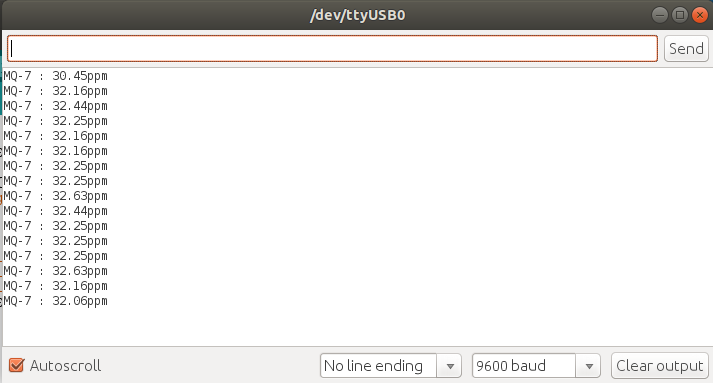 /dev/ttyUSB0
Send
MQ-7 : 30.45ppm
MQ-7 : 32.16ppm
MQ-7 : 32.44ppm
MQ-7 : 32.25ppm
MQ-7 : 32.16ppm
MQ-7 : 32.16ppm
MQ-7 : 32.25ppm
MQ-7 : 32.25ppm
MQ-7 : 32.63ppm
MQ-7 : 32.44ppm
MQ-7 : 32.25ppm
MQ-7 : 32.25ppm
MQ-7 : 32.25ppm
MQ-7 : 32.63ppm
MQ-7 : 32.16ppm
MQ-7 : 32.06ppm
Autoscroll No line ending 9600 baud Clear output